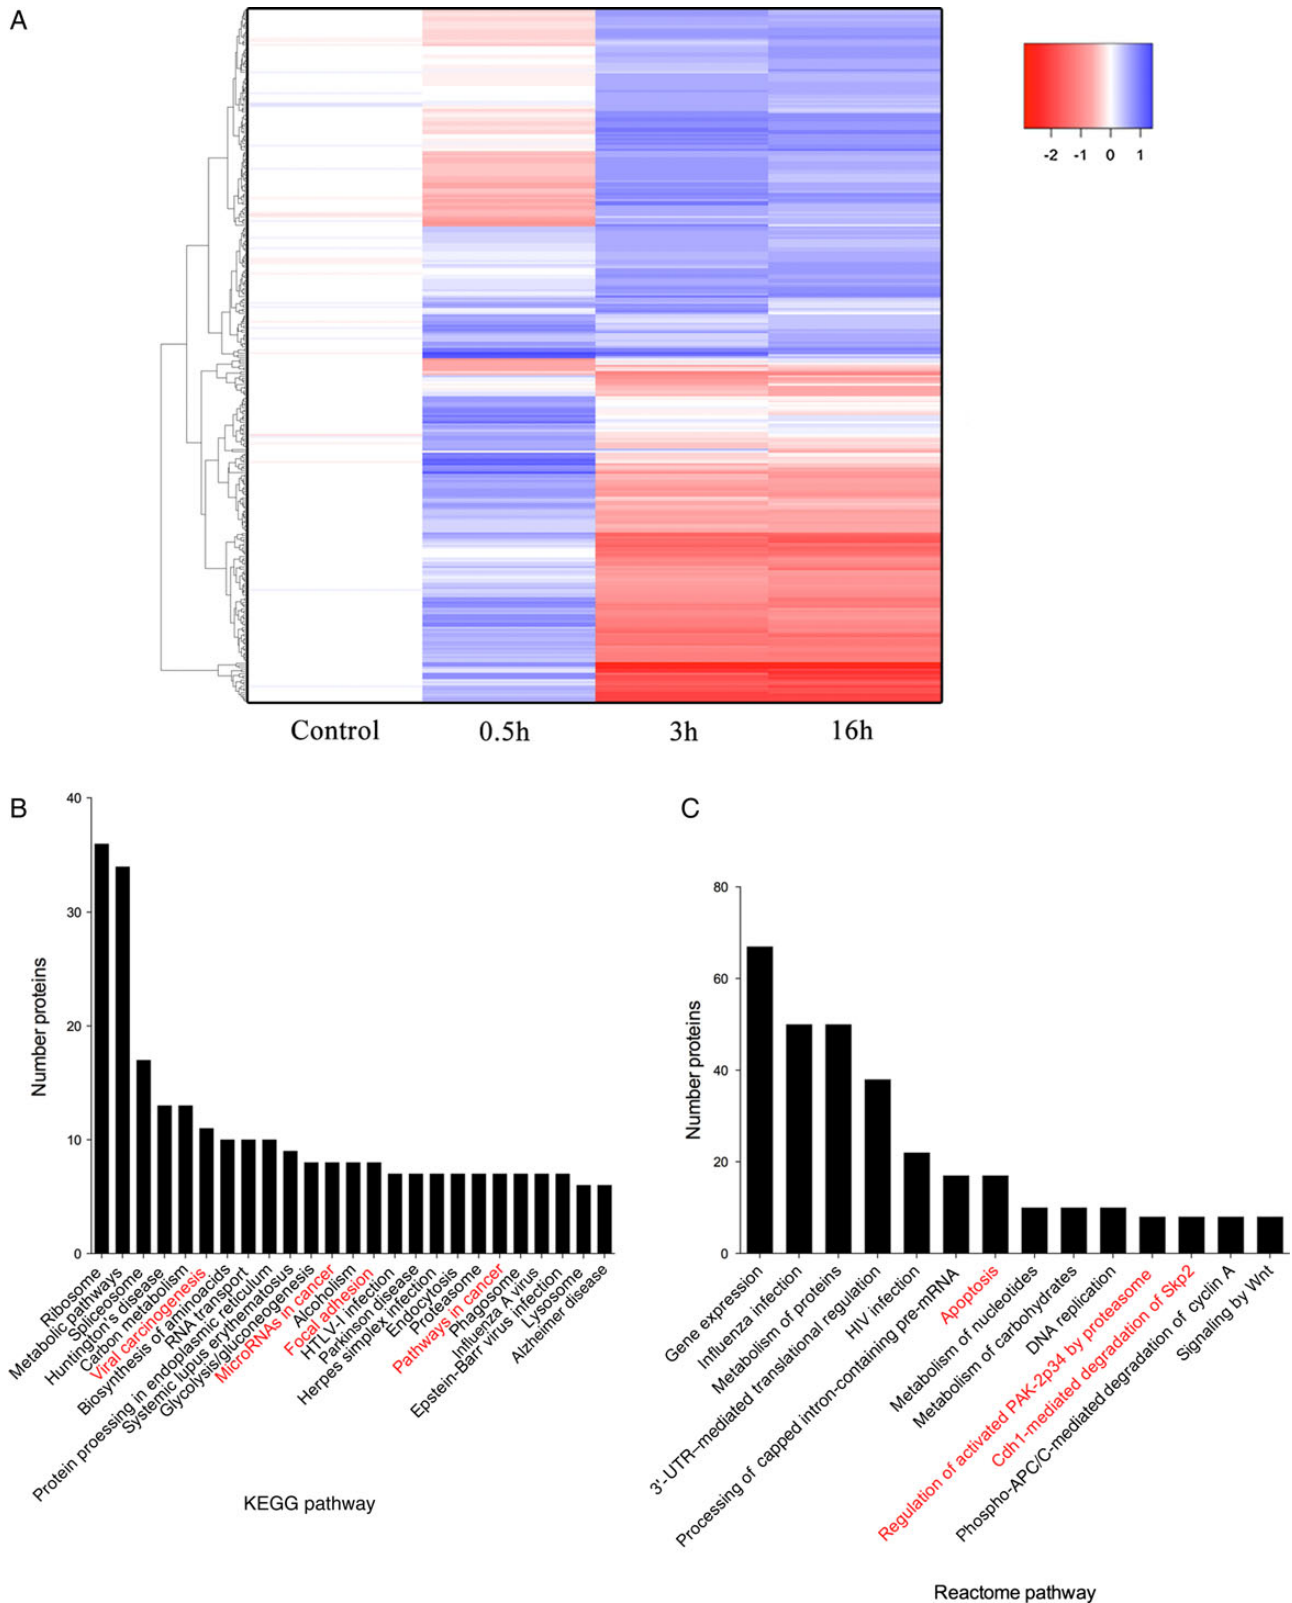 A
-2 -1 0 1
Control 0.5h 3h 16h
B
40
30
20
10
0
Number proteins
Ribosome
Metabolic pathways
Spliceosome
Huntington's disease
Carbon metabolism
Viral carcinogenesis
Biosynthesis of aminoacids
RNA transport
Protein proessing in endoplasmic reticulum
Systemic lupus erythematosus
Glycolysis/gluconeogenesis
MicroRNAs in cancer
Alcoholism
Focal adhesion
HTLV-I infection
Parkinson disease
Herpes simplex infection
Endocytosis
Proteasome
Pathways in cancer
Phagosome
Influenza A virus
Epstein-Barr virus infection
Lysosome
Alzheimer disease
KEGG pathway
C
80
60
40
20
0
Number proteins
Gene expression
Influenza infection
Metabolism of proteins
3'-UTR–mediated translational regulation
HIV infection
Processing of capped intron-containing pre-mRNA
Apoptosis
Metabolism of nucleotides
Metabolism of carbohydrates
DNA replication
Regulation of activated PAK-2p34 by proteasome
Cdh1-mediated degradation of Skp2
Phospho-APC/C-mediated degradation of cyclin A
Signaling by Wnt
Reactome pathway